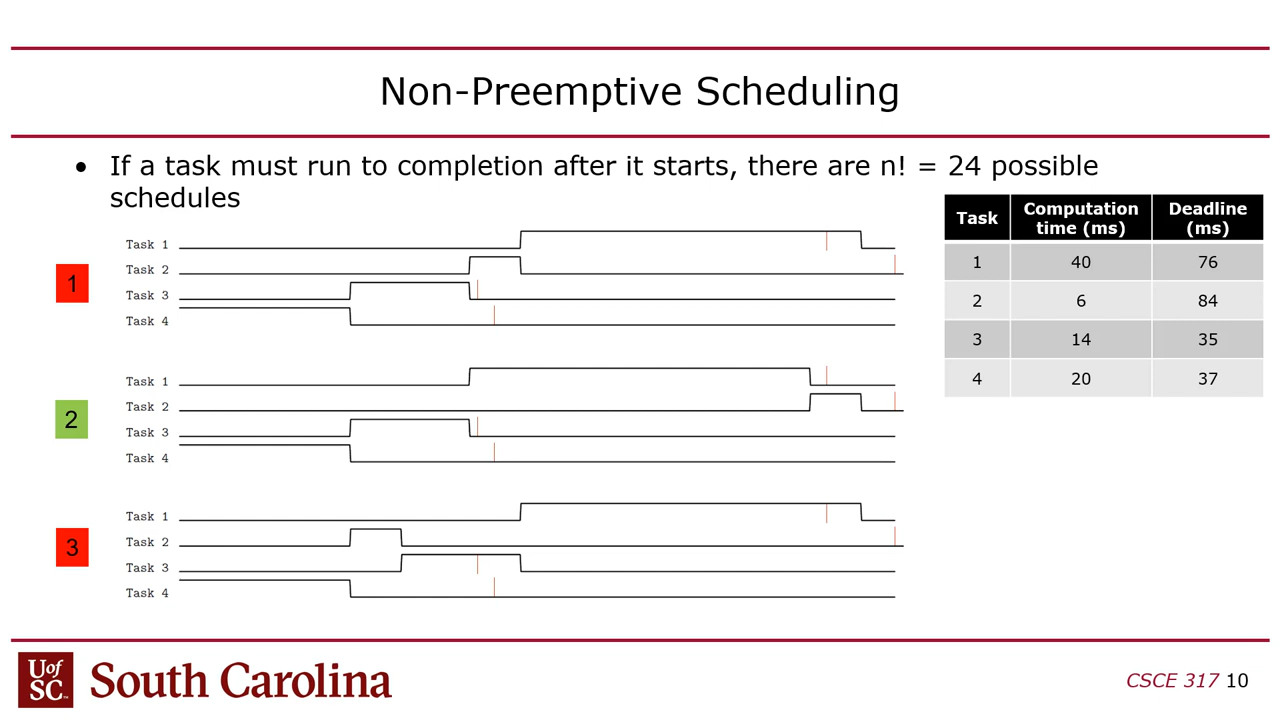 Non-Preemptive Scheduling
• If a task must run to completion after it starts, there are n! = 24 possible
schedules
1
Task 1
Task 2
Task 3
Task 4
2
Task 1
Task 2
Task 3
Task 4
3
Task 1
Task 2
Task 3
Task 4
Task Computation time (ms) Deadline (ms)
1 40 76
2 6 84
3 14 35
4 20 37
UofSC
South Carolina
CSCE 317 10